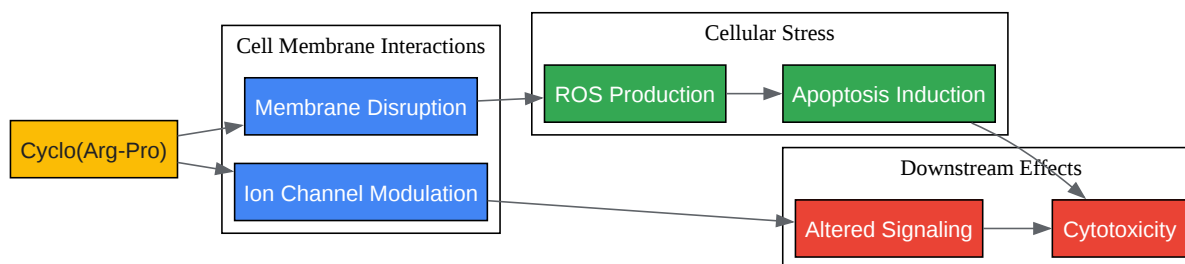 Cell Membrane Interactions
Cellular Stress
Membrane Disruption
ROS Production
Apoptosis Induction
Cyclo(Arg-Pro)
Ion Channel Modulation
Downstream Effects
Altered Signaling
Cytotoxicity